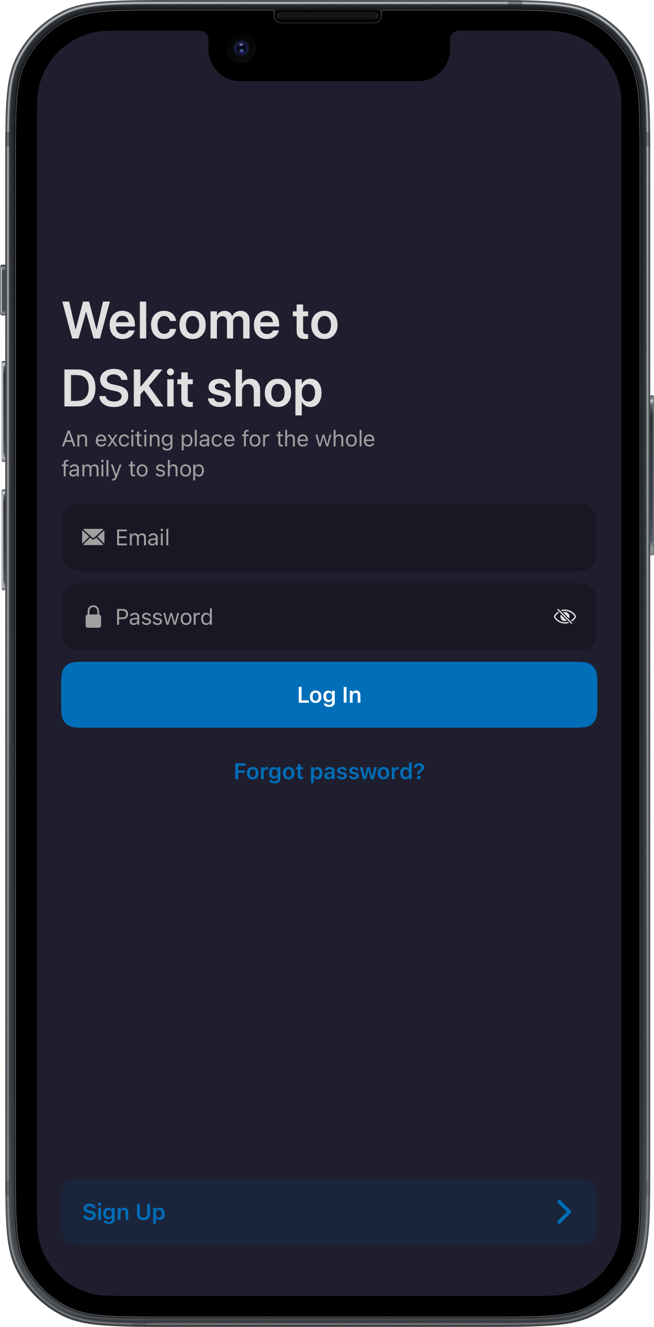 Welcome to
DSKit shop
An exciting place for the whole
family to shop
Email
Password
Log In
Forgot password?
Sign Up